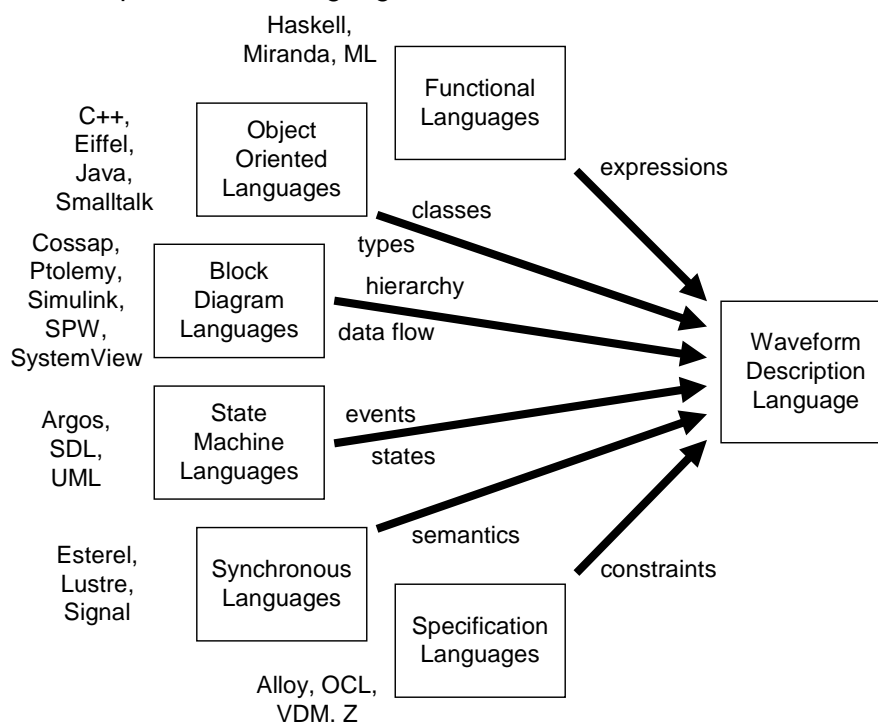 Haskell,
Miranda, ML
Functional
Languages
C++,
Eiffel,
Java,
Smalltalk
Object
Oriented
Languages
expressions
classes
types
Cossap,
Ptolemy,
Simulink,
SPW,
SystemView
Block
Diagram
Languages
hierarchy
data flow
Waveform
Description
Language
Argos,
SDL,
UML
State
Machine
Languages
events
states
Esterel,
Lustre,
Signal
Synchronous
Languages
semantics
constraints
Specification
Languages
Alloy, OCL,
VDM, Z